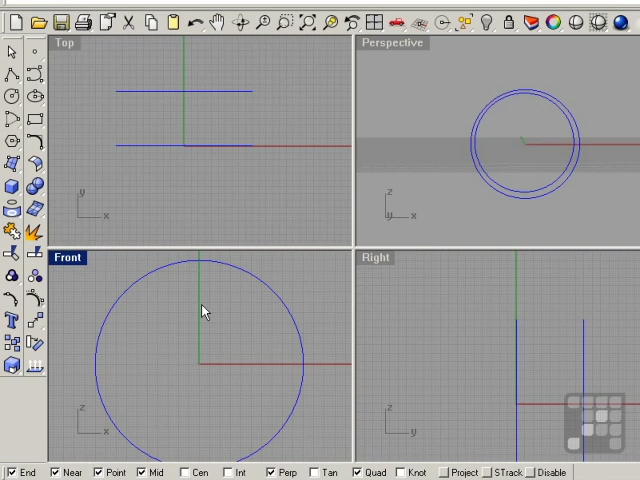 Top
Perspective
y
x
z
y
x
Front
Right
z
x
z
y
End Near Point Mid Cen Int Perp Tan Quad Knot Project STrack Disable